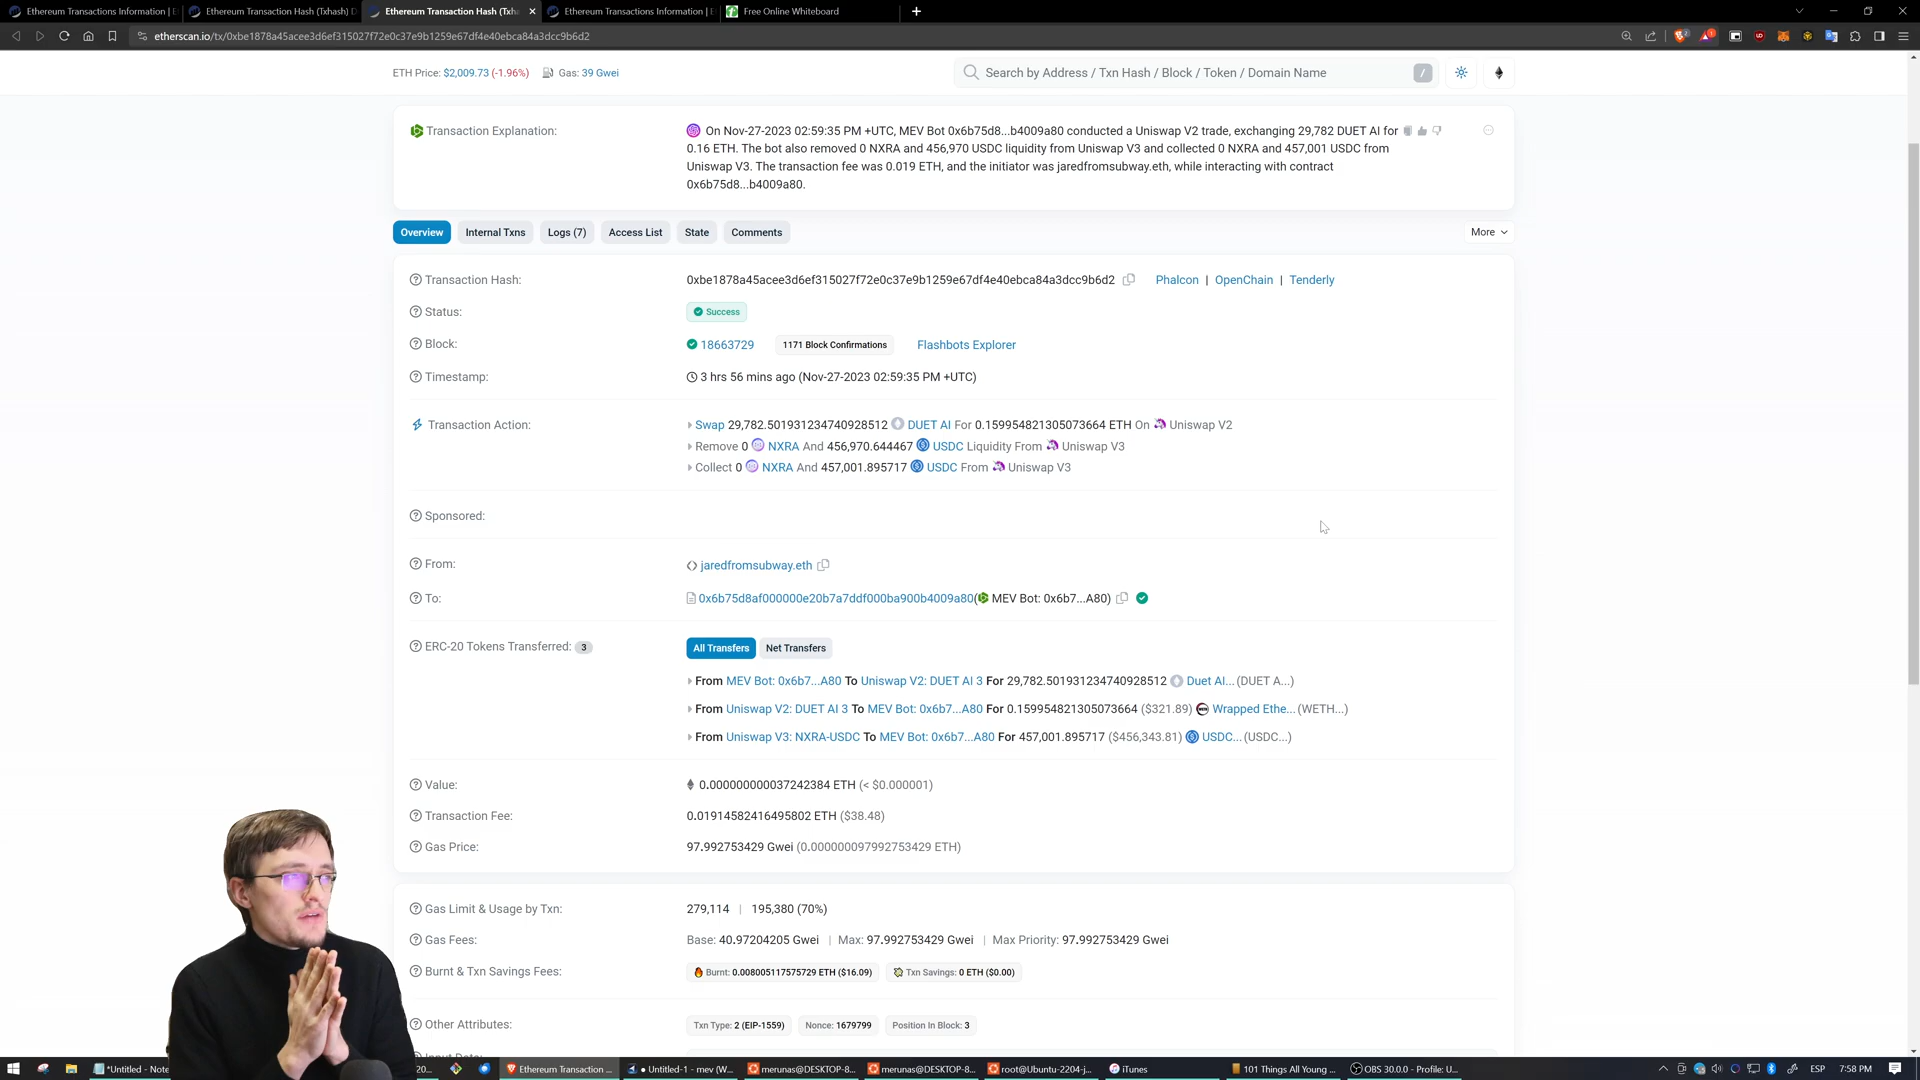 Ethereum Transactions Information | E
Ethereum Transaction Hash (Txhash) D
Ethereum Transaction Hash (Txha
Ethereum Transactions Information | E
Free Online Whiteboard
etherscan.io/tx/0xbe1878a45acee3d6ef315027f72e0c37e9b1259e67df4e40ebca84a3dcc9b6d2
ETH Price: $2,009.73 (-1.96%) Gas: 39 Gwei
Search by Address / Txn Hash / Block / Token / Domain Name /
Transaction Explanation:
On Nov-27-2023 02:59:35 PM +UTC, MEV Bot 0x6b75d8...b4009a80 conducted a Uniswap V2 trade, exchanging 29,782 DUET AI for
0.16 ETH. The bot also removed 0 NXRA and 456,970 USDC liquidity from Uniswap V3 and collected 0 NXRA and 457,001 USDC from
Uniswap V3. The transaction fee was 0.019 ETH, and the initiator was jaredfromsubway.eth, while interacting with contract
0x6b75d8...b4009a80.
Overview Internal Txns Logs (7) Access List State Comments More
Transaction Hash: 0xbe1878a45acee3d6ef315027f72e0c37e9b1259e67df4e40ebca84a3dcc9b6d2 Phalcon | OpenChain | Tenderly
Status: Success
Block: 18663729 1171 Block Confirmations Flashbots Explorer
Timestamp: 3 hrs 56 mins ago (Nov-27-2023 02:59:35 PM +UTC)
Transaction Action: Swap 29,782.501931234740928512 DUET AI For 0.159954821305073664 ETH On Uniswap V2
Remove 0 NXRA And 456,970.644467 USDC Liquidity From Uniswap V3
Collect 0 NXRA And 457,001.895717 USDC From Uniswap V3
Sponsored:
From: jaredfromsubway.eth
To: 0x6b75d8af000000e20b7a7ddf000ba900b4009a80( MEV Bot: 0x6b7...A80)
ERC-20 Tokens Transferred: 3 All Transfers Net Transfers
From MEV Bot: 0x6b7...A80 To Uniswap V2: DUET AI 3 For 29,782.501931234740928512 Duet AI... (DUET A...)
From Uniswap V2: DUET AI 3 To MEV Bot: 0x6b7...A80 For 0.159954821305073664 ($321.89) Wrapped Ethe... (WETH...)
From Uniswap V3: NXRA-USDC To MEV Bot: 0x6b7...A80 For 457,001.895717 ($456,343.81) USDC... (USDC...)
Value: 0.000000000037242384 ETH (< $0.000001)
Transaction Fee: 0.01914582416495802 ETH ($38.48)
Gas Price: 97.992753429 Gwei (0.000000097992753429 ETH)
Gas Limit & Usage by Txn: 279,114 | 195,380 (70%)
Gas Fees: Base: 40.97204205 Gwei | Max: 97.992753429 Gwei | Max Priority: 97.992753429 Gwei
Burnt & Txn Savings Fees: Burnt: 0.008005117575729 ETH ($16.09) Txn Savings: 0 ETH ($0.00)
Other Attributes: Txn Type: 2 (EIP-1559) Nonce: 1679799 Position In Block: 3
*Untitled - Note 20... Ethereum Transaction ... ● Untitled-1 - mev (W... merunas@DESKTOP-8... merunas@DESKTOP-8... root@Ubuntu-2204-j... iTunes 101 Things All Young ... OBS 30.0.0 - Profile: U... ESP 7:58 PM